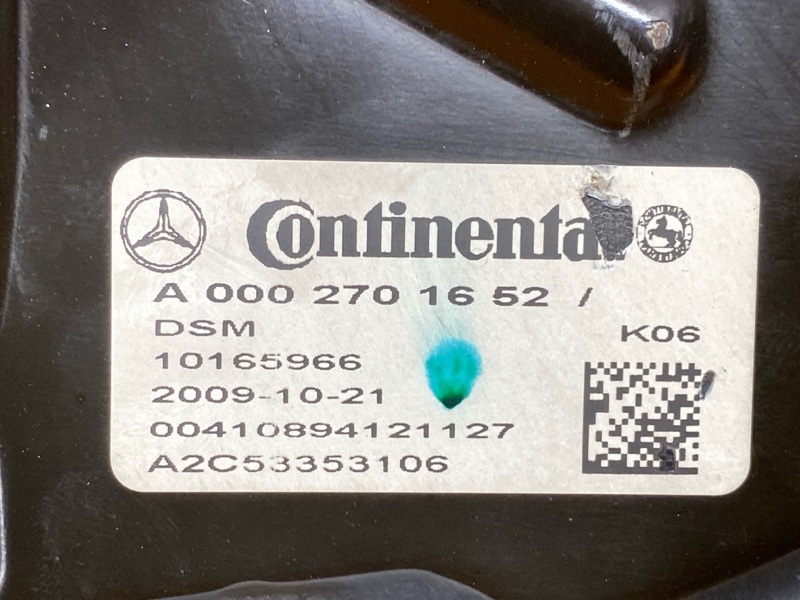 Continental
A 000 270 16 52 /
DSM
K06
10165966
2009-10-21
00410894121127
A2C53353106